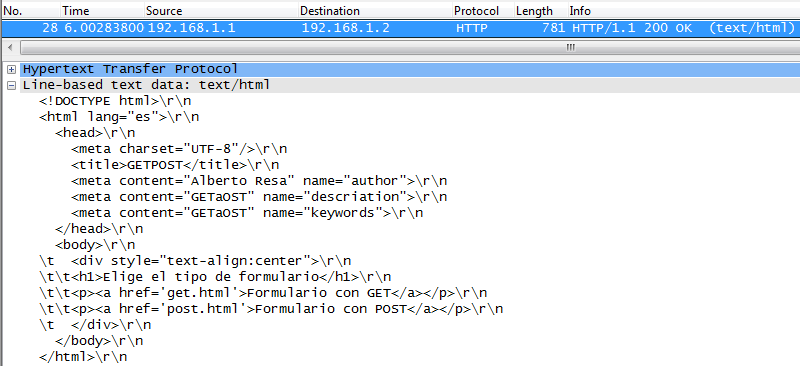 No. Time Source Destination Protocol Length Info
28 6.00283800 192.168.1.1 192.168.1.2 HTTP 781 HTTP/1.1 200 OK (text/html)
Hypertext Transfer Protocol
Line-based text data: text/html
<!DOCTYPE html>\r\n
<html lang="es">\r\n
<head>\r\n
<meta charset="UTF-8"/>\r\n
<title>GETPOST</title>\r\n
<meta content="Alberto Resa" name="author">\r\n
<meta content="GETaOST" name="descriation">\r\n
<meta content="GETaOST" name="keywords">\r\n
</head>\r\n
<body>\r\n
\t  <div style="text-align:center">\r\n
\t\t<h1>Elige el tipo de formulario</h1>\r\n
\t\t<p><a href='get.html'>Formulario con GET</a></p>\r\n
\t\t<p><a href='post.html'>Formulario con POST</a></p>\r\n
\t  </div>\r\n
</body>\r\n
</html>\r\n